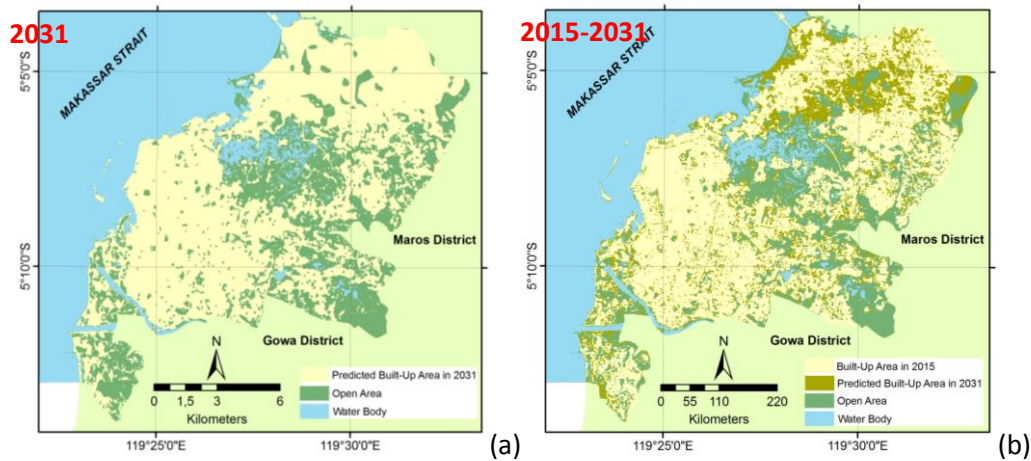 2031
MAKASSAR STRAIT
5°5'0"S
5°10'0"S
Maros District
Gowa District
N
0 1,5 3 6
Kilometers
Predicted Built-Up Area in 2031
Open Area
Water Body
119°25'0"E
119°30'0"E
(a)
2015-2031
MAKASSAR STRAIT
5°5'0"S
5°10'0"S
Maros District
Gowa District
N
0 55 110 220
Kilometers
Built-Up Area in 2015
Predicted Built-Up Area in 2031
Open Area
Water Body
119°25'0"E
119°30'0"E
(b)